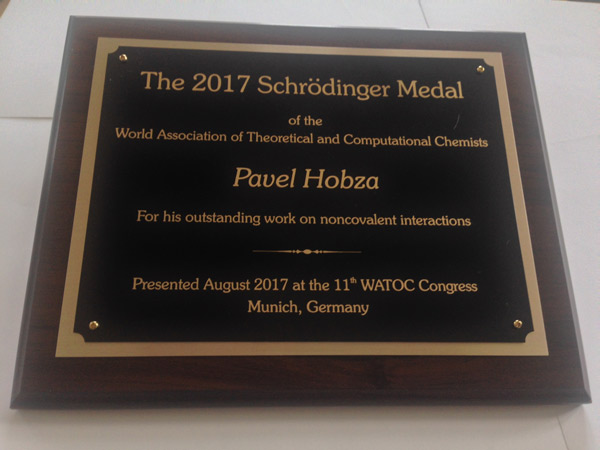 The 2017 Schrödinger Medal
of the
World Association of Theoretical and Computational Chemists
Pavel Hobza
For his outstanding work on noncovalent interactions
Presented August 2017 at the 11th WATOC Congress
Munich, Germany